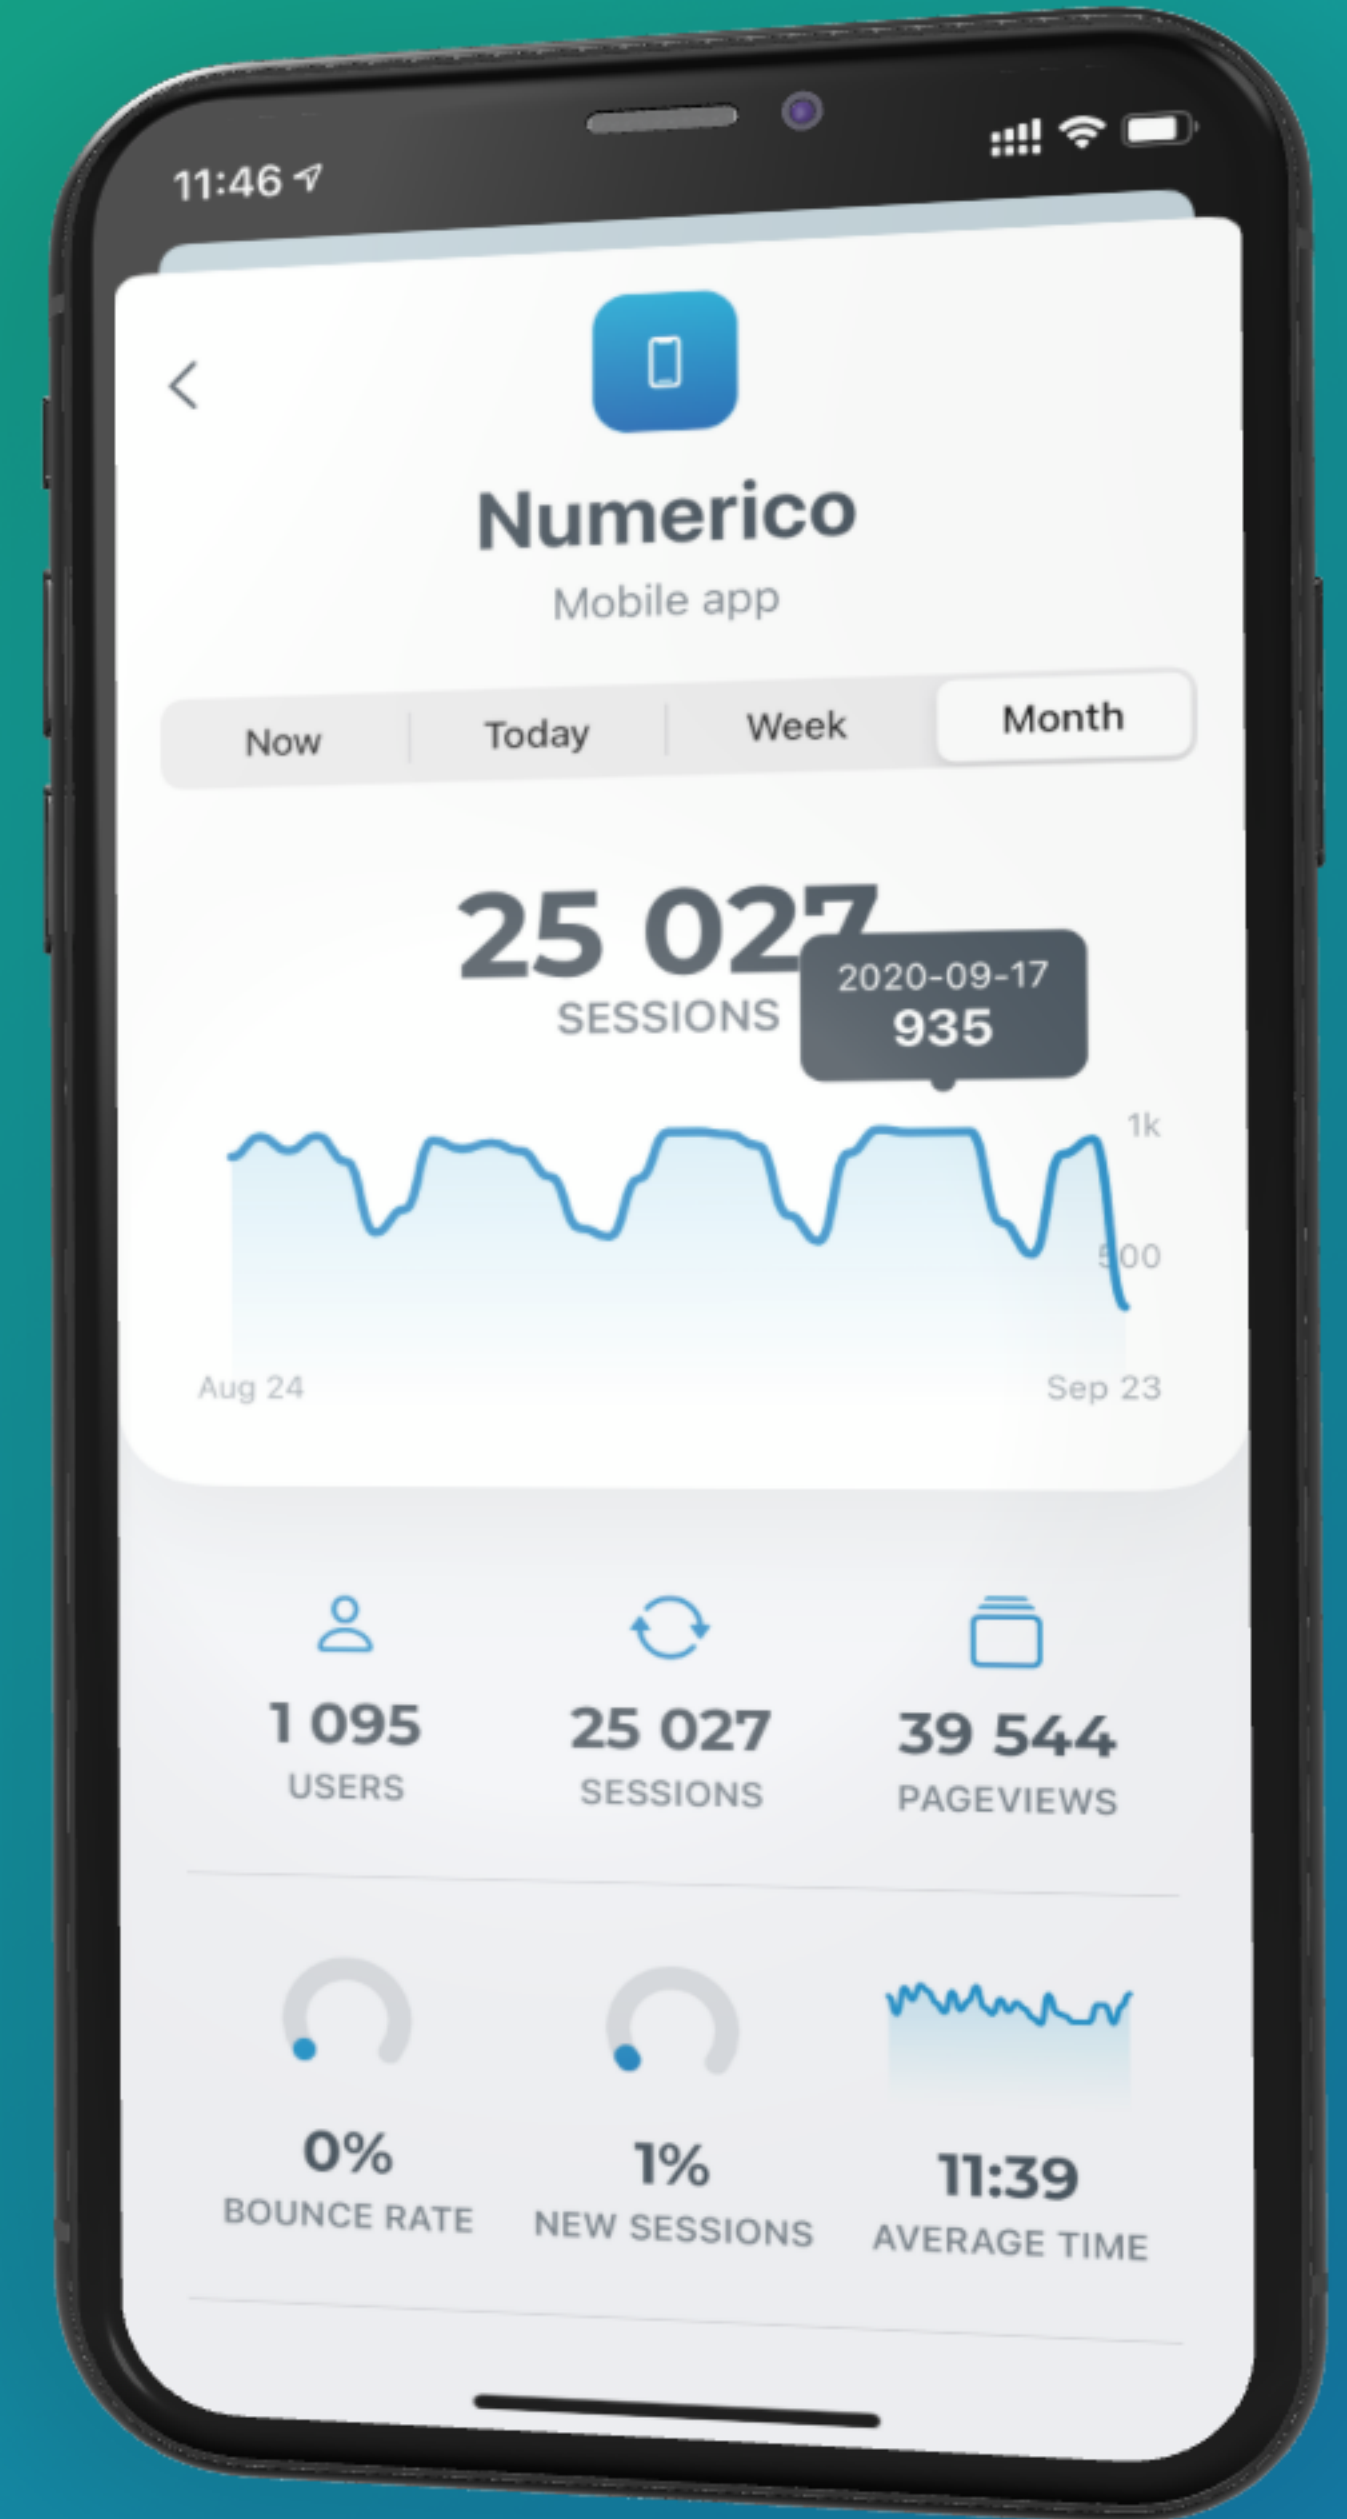 11:46
Numerico
Mobile app
Now Today Week Month
25 027
SESSIONS
2020-09-17
935
1k
500
Aug 24 Sep 23
1 095 25 027 39 544
USERS SESSIONS PAGEVIEWS
0% 1% 11:39
BOUNCE RATE NEW SESSIONS AVERAGE TIME